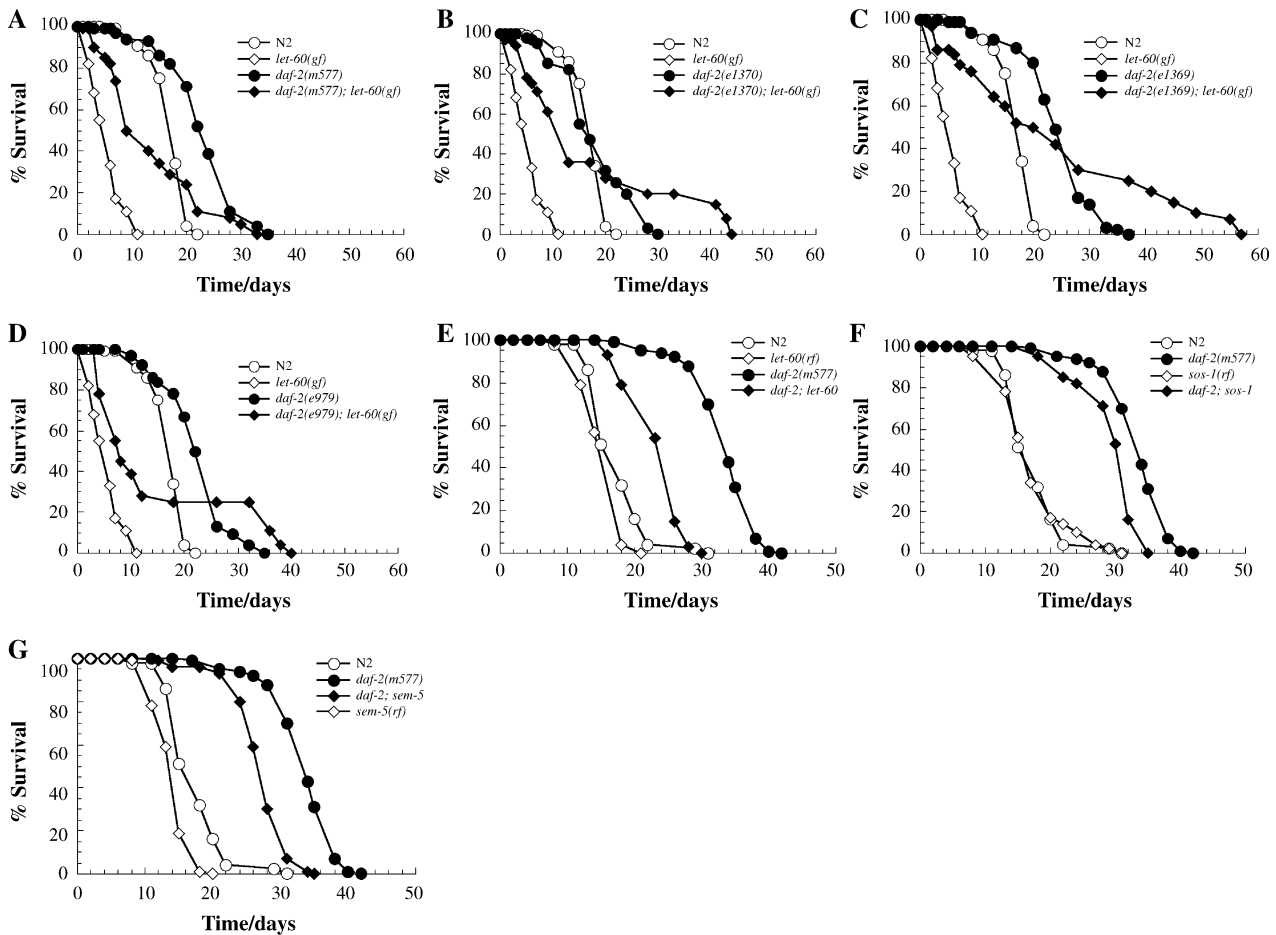 A
% Survival
100
80
60
40
20
0
0 10 20 30 40 50 60
Time/days
N2
let-60(gf)
daf-2(m577)
daf-2(m577); let-60(gf)
B
% Survival
100
80
60
40
20
0
0 10 20 30 40 50 60
Time/days
N2
let-60(gf)
daf-2(e1370)
daf-2(e1370); let-60(gf)
C
% Survival
100
80
60
40
20
0
0 10 20 30 40 50 60
Time/days
N2
let-60(gf)
daf-2(e1369)
daf-2(e1369); let-60(gf)
D
% Survival
100
80
60
40
20
0
0 10 20 30 40 50 60
Time/days
N2
let-60(gf)
daf-2(e979)
daf-2(e979); let-60(gf)
E
% Survival
100
80
60
40
20
0
0 10 20 30 40 50
Time/days
N2
let-60(rf)
daf-2(m577)
daf-2; let-60
F
% Survival
100
80
60
40
20
0
0 10 20 30 40 50
Time/days
N2
daf-2(m577)
sos-1(rf)
daf-2; sos-1
G
% Survival
100
80
60
40
20
0
0 10 20 30 40 50
Time/days
N2
daf-2(m577)
daf-2; sem-5
sem-5(rf)